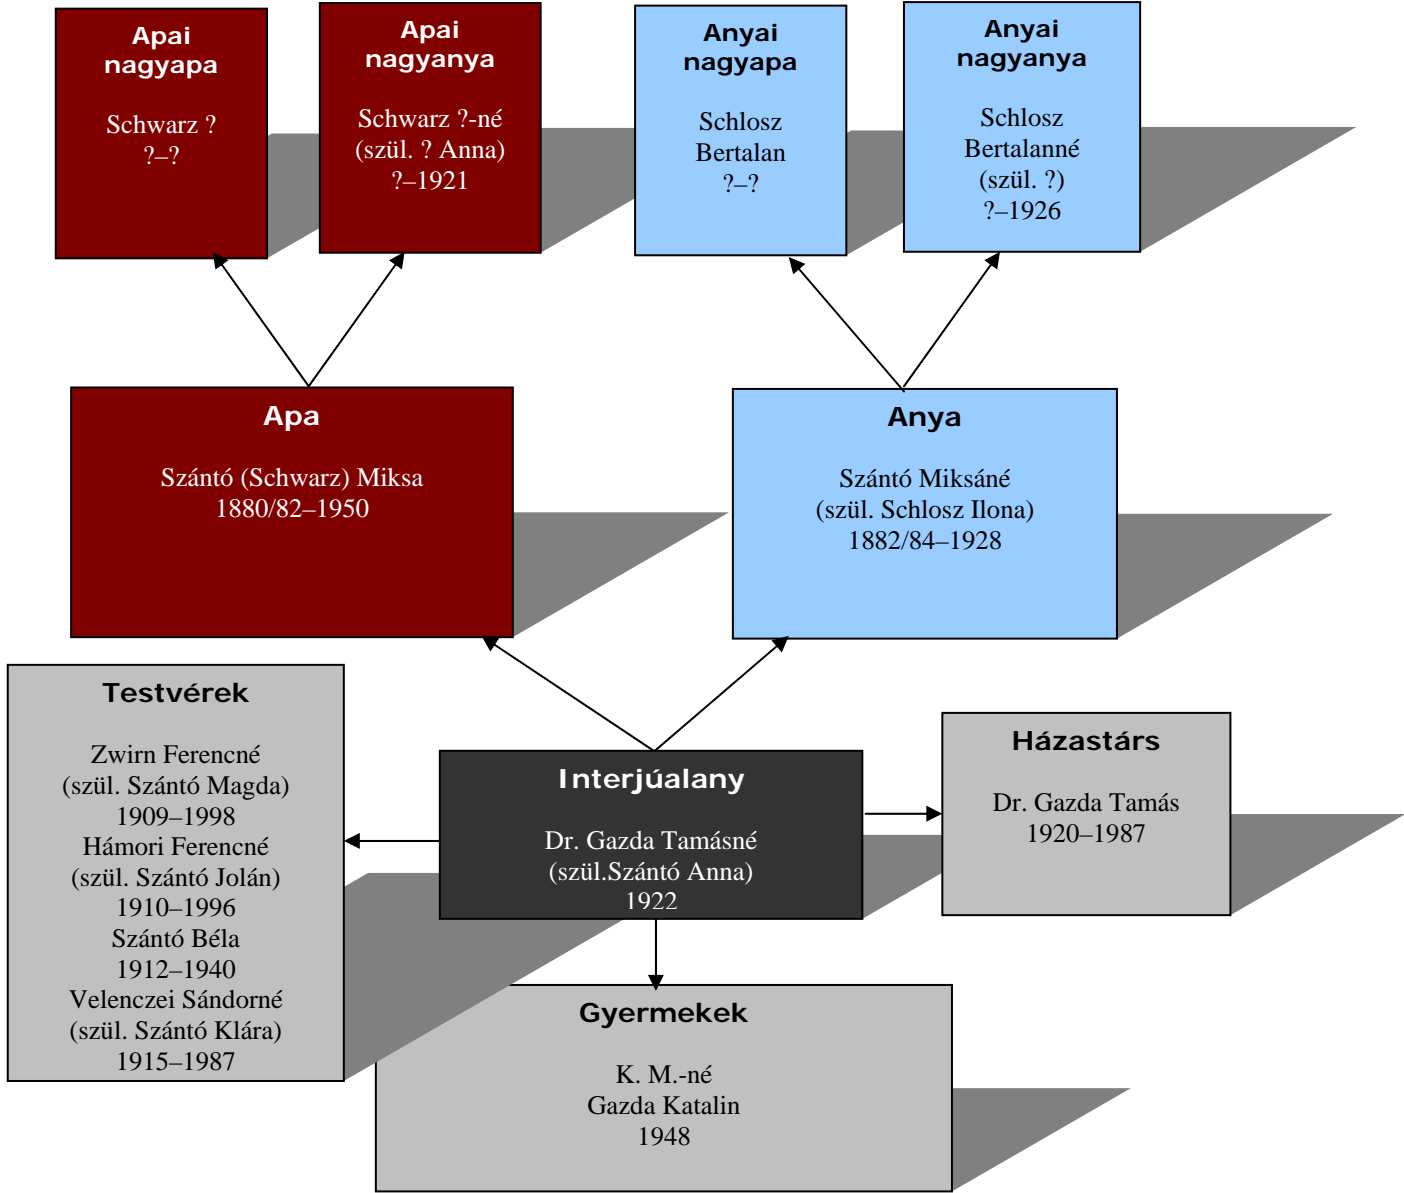 Apai
nagyapa
Schwarz ?
?–?
Apai
nagyanya
Schwarz ?-né
(szül. ? Anna)
?–1921
Anyai
nagyapa
Schlosz
Bertalan
?–?
Anyai
nagyanya
Schlosz
Bertalanné
(szül. ?)
?–1926
Apa
Szántó (Schwarz) Miksa
1880/82–1950
Anya
Szántó Miksáné
(szül. Schlosz Ilona)
1882/84–1928
Testvérek
Zwirn Ferencné
(szül. Szántó Magda)
1909–1998
Hámori Ferencné
(szül. Szántó Jolán)
1910–1996
Szántó Béla
1912–1940
Velenczei Sándorné
(szül. Szántó Klára)
1915–1987
Interjúalany
Dr. Gazda Tamásné
(szül.Szántó Anna)
1922
Házastárs
Dr. Gazda Tamás
1920–1987
Gyermekek
K. M.-né
Gazda Katalin
1948